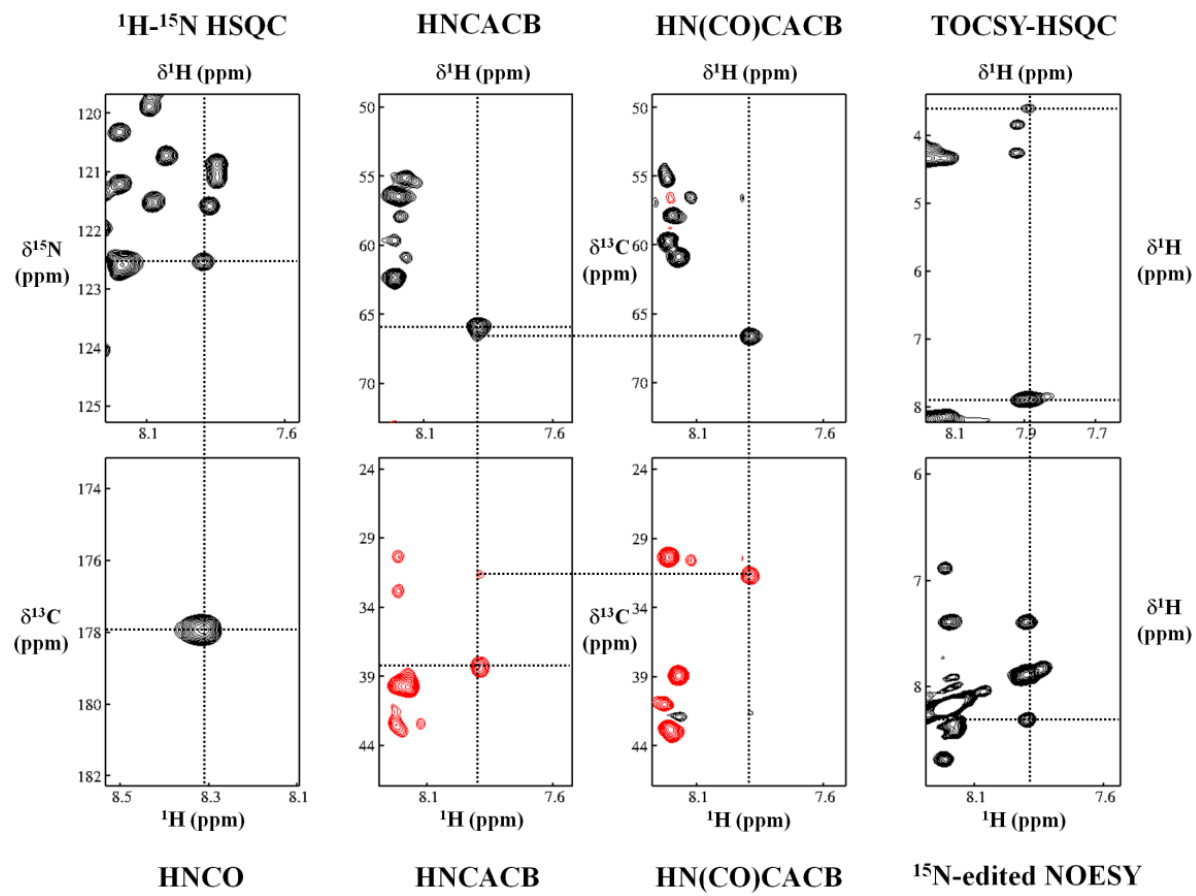 ¹H-¹⁵N HSQC HNCACB HN(CO)CACB TOCSY-HSQC
δ¹H (ppm) δ¹H (ppm) δ¹H (ppm) δ¹H (ppm)
120 121 122 123 124 125
δ¹⁵N (ppm)
8.1 7.6
50 55 60 65 70
8.1 7.6
δ¹³C (ppm)
50 55 60 65 70
8.1 7.6
4 5 6 7 8
δ¹H (ppm)
8.1 7.9 7.7
174 176 178 180 182
δ¹³C (ppm)
8.5 8.3 8.1
24 29 34 39 44
8.1 7.6
δ¹³C (ppm)
24 29 34 39 44
8.1 7.6
6 7 8
δ¹H (ppm)
8.1 7.6
¹H (ppm) ¹H (ppm) ¹H (ppm) ¹H (ppm)
HNCO HNCACB HN(CO)CACB ¹⁵N-edited NOESY